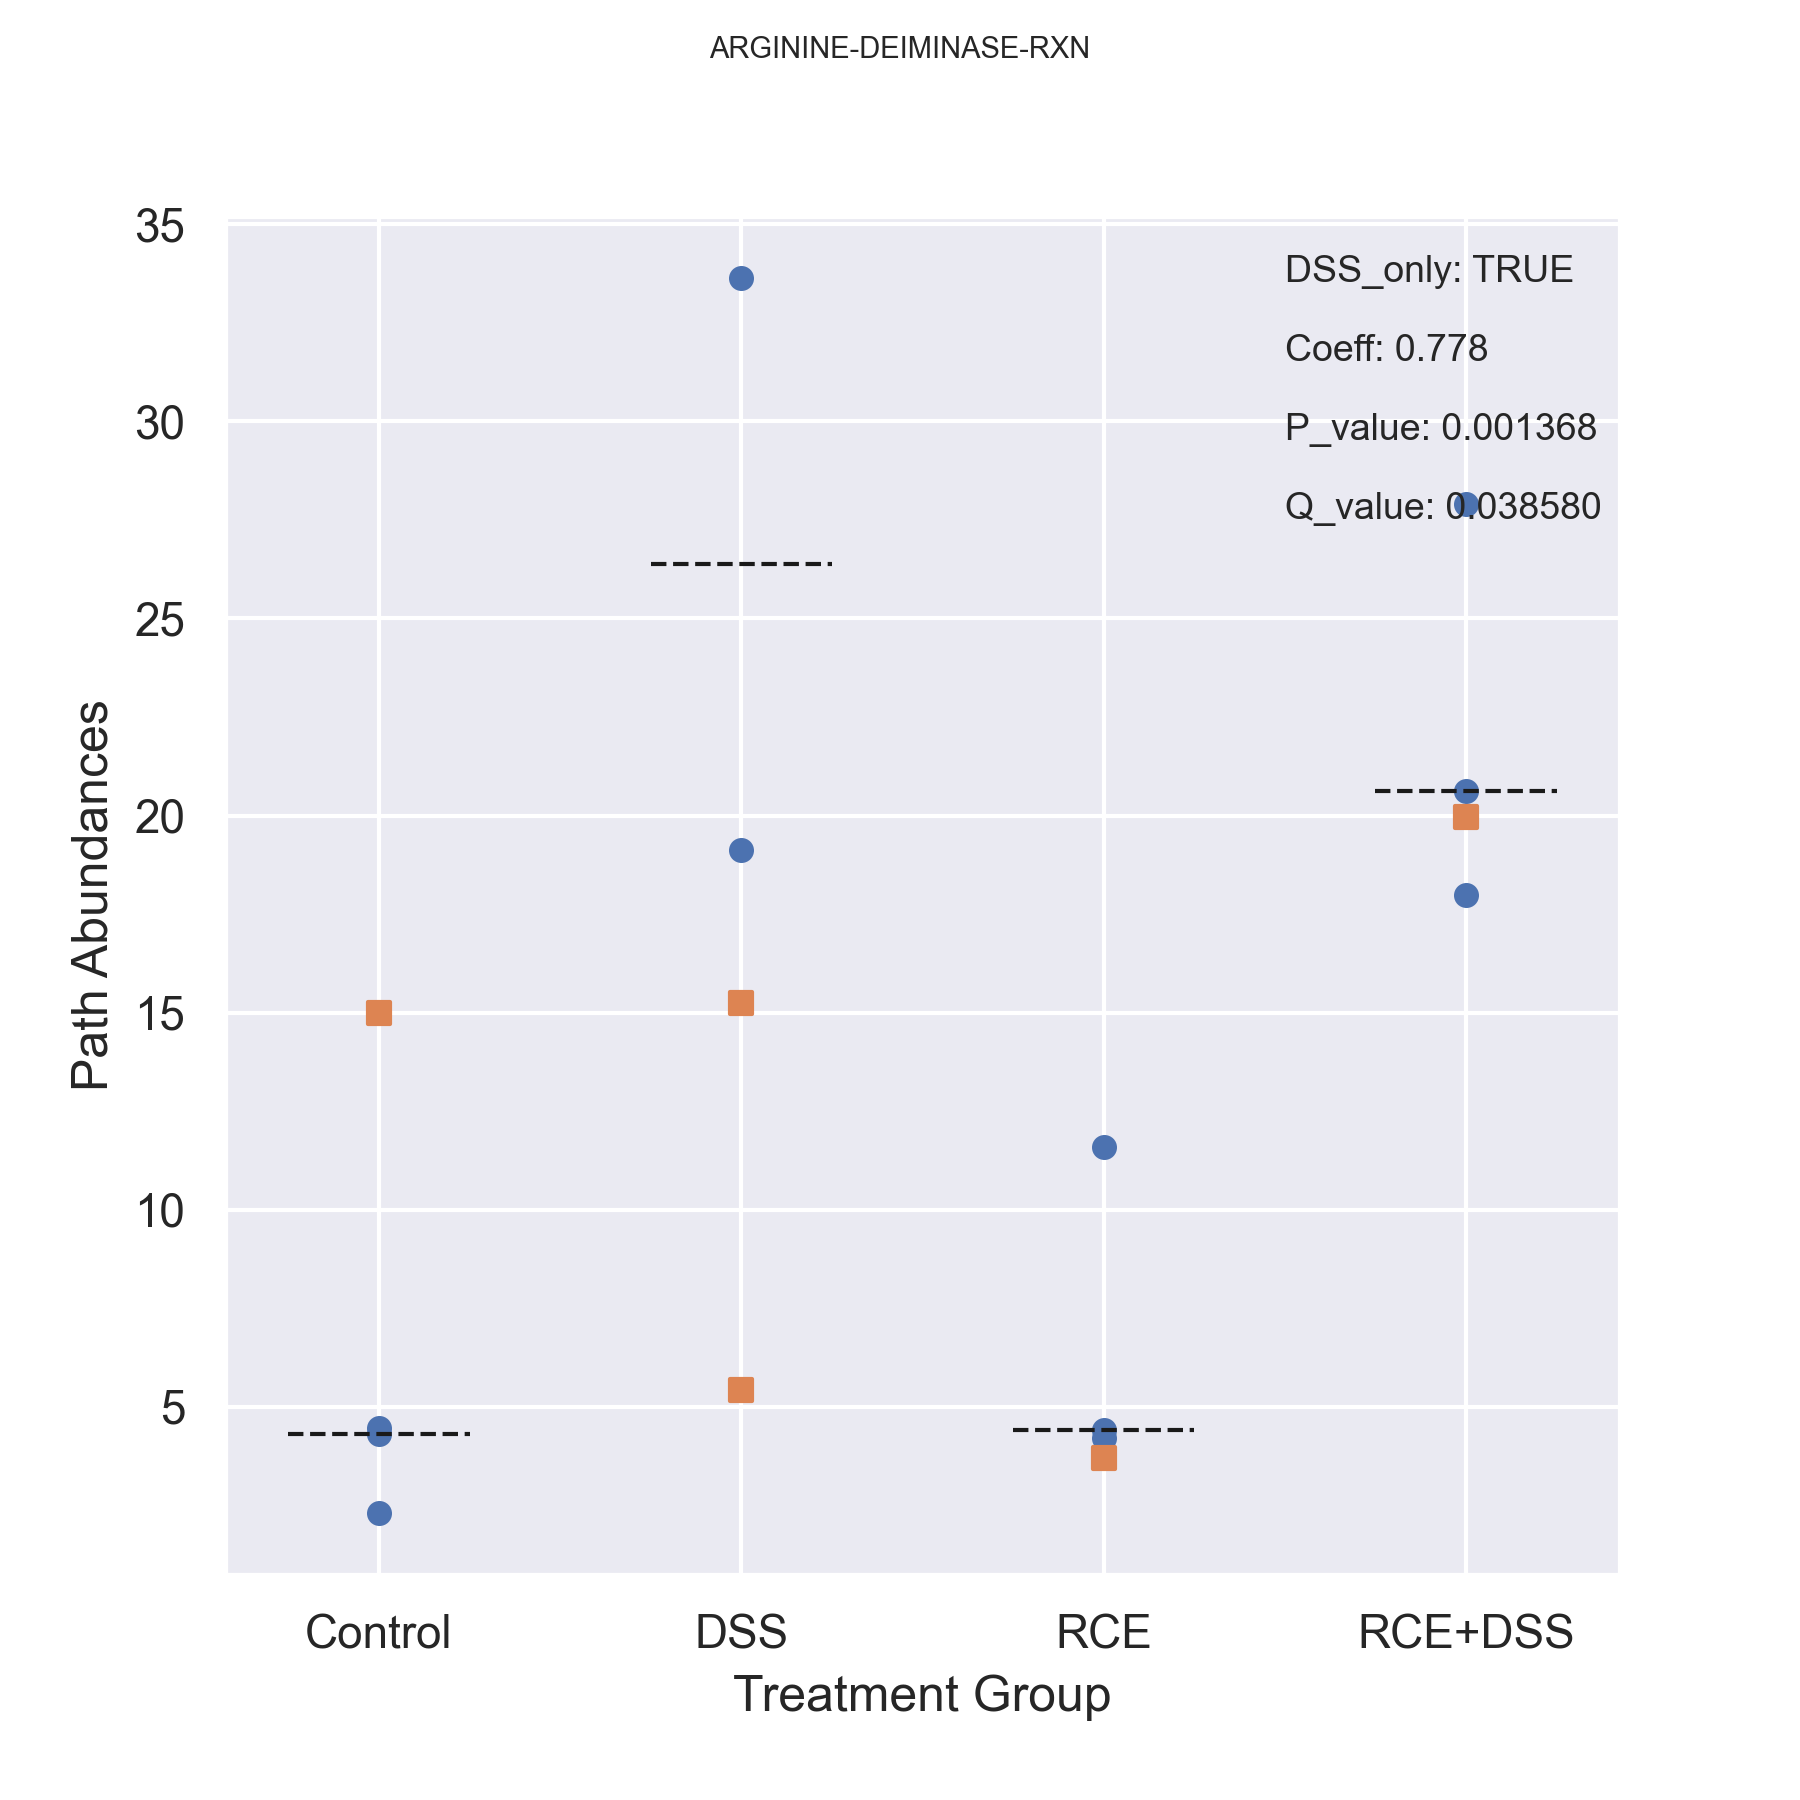 ARGININE-DEIMINASE-RXN
35
30
25
20
15
10
5
Path Abundances
DSS_only: TRUE
Coeff: 0.778
P_value: 0.001368
Q_value: 0.038580
Control
DSS
RCE
RCE+DSS
Treatment Group